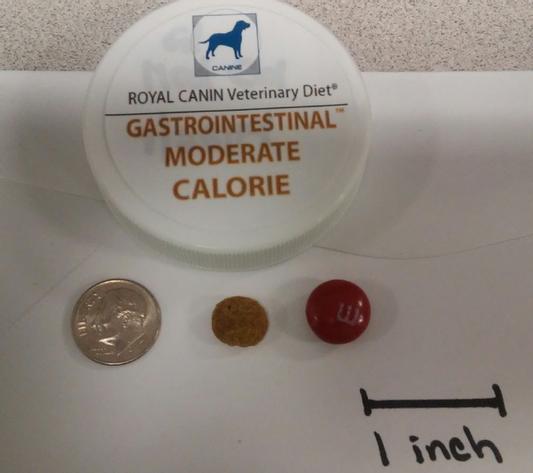 CANINE
ROYAL CANIN Veterinary Diet®
GASTROINTESTINAL™
MODERATE
CALORIE
m
1 inch